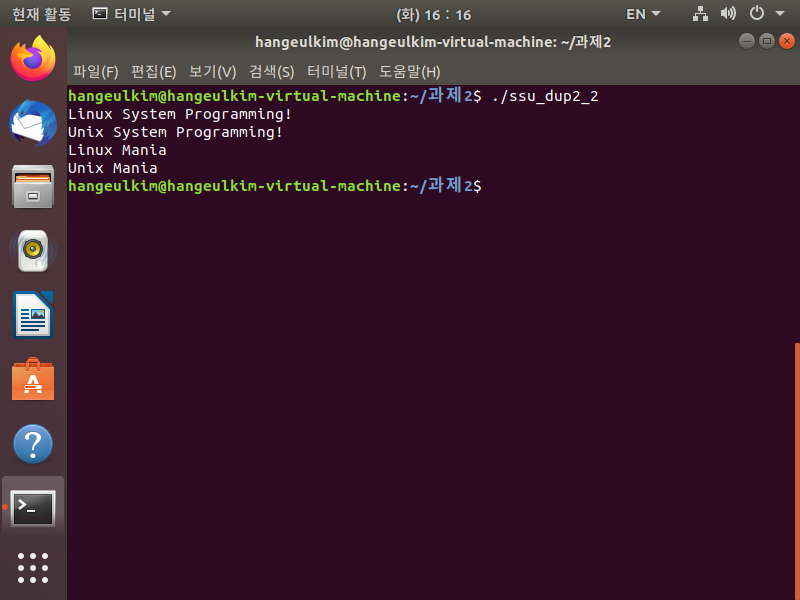 현재 활동 터미널 (화) 16 : 16 EN
hangeulkim@hangeulkim-virtual-machine: ~/과제2
파일(F) 편집(E) 보기(V) 검색(S) 터미널(T) 도움말(H)
hangeulkim@hangeulkim-virtual-machine:~/과제2$ ./ssu_dup2_2
Linux System Programming!
Unix System Programming!
Linux Mania
Unix Mania
hangeulkim@hangeulkim-virtual-machine:~/과제2$